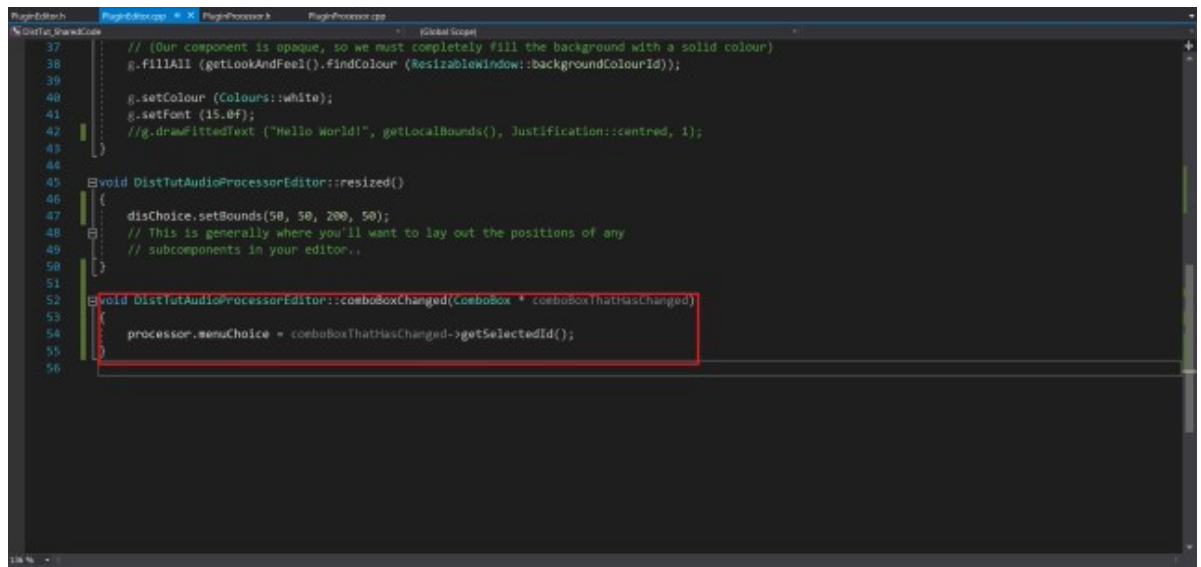 PluginEditor.h PluginEditor.cpp PluginProcessor.h PluginProcessor.cpp
DistTut_SharedCode (Global Scope)
37 // (Our component is opaque, so we must completely fill the background with a solid colour)
38 g.fillAll (getLookAndFeel().findColour (ResizableWindow::backgroundColourId));
39
40 g.setColour (Colours::white);
41 g.setFont (15.0f);
42 //g.drawFittedText ("Hello World!", getLocalBounds(), Justification::centred, 1);
43 }
44
45 void DistTutAudioProcessorEditor::resized()
46 {
47 disChoice.setBounds(50, 50, 200, 50);
48 // This is generally where you'll want to lay out the positions of any
49 // subcomponents in your editor..
50 }
51
52 void DistTutAudioProcessorEditor::comboBoxChanged(ComboBox * comboBoxThatHasChanged)
53 {
54 processor.menuChoice = comboBoxThatHasChanged->getSelectedId();
55 }
56
136 %